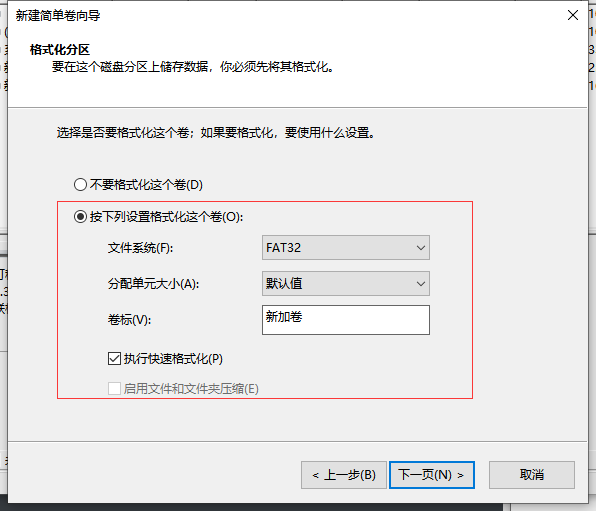 新建简单卷向导
格式化分区
要在这个磁盘分区上储存数据，你必须先将其格式化。
选择是否要格式化这个卷；如果要格式化，要使用什么设置。
不要格式化这个卷(D)
按下列设置格式化这个卷(O):
文件系统(F): FAT32
分配单元大小(A): 默认值
卷标(V): 新加卷
执行快速格式化(P)
启用文件和文件夹压缩(E)
< 上一步(B) 下一页(N) > 取消